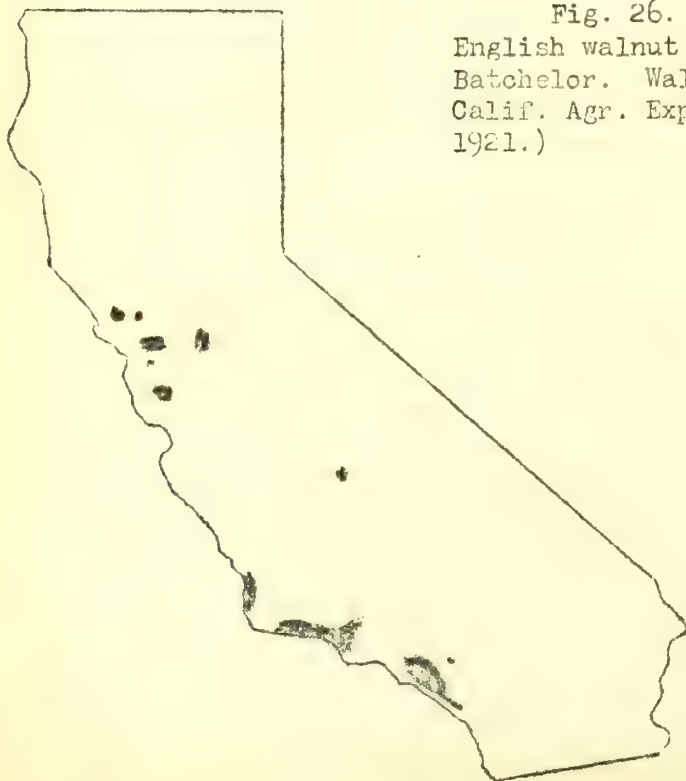 Fig. 26.
English walnut
Batchelor. Wal
Calif. Agr. Exp
1921.)